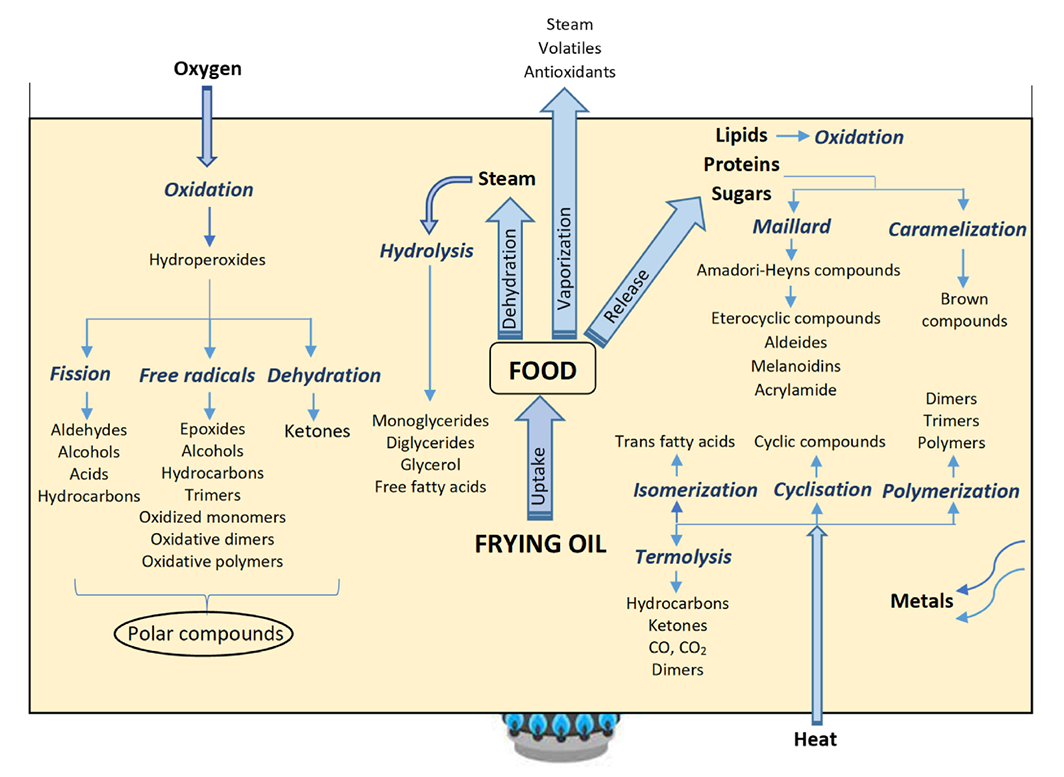 Steam
Volatiles
Antioxidants
Oxygen
Oxidation
Hydroperoxides
Fission
Free radicals
Dehydration
Aldehydes
Alcohols
Acids
Hydrocarbons
Epoxides
Alcohols
Hydrocarbons
Trimers
Oxidized monomers
Oxidative dimers
Oxidative polymers
Ketones
Polar compounds
Steam
Hydrolysis
Monoglycerides
Diglycerides
Glycerol
Free fatty acids
Dehydration
Vaporization
Release
FOOD
Uptake
FRYING OIL
Lipids
Oxidation
Proteins
Sugars
Maillard
Caramelization
Amadori-Heyns compounds
Eterocyclic compounds
Aldeides
Melanoidins
Acrylamide
Brown
compounds
Trans fatty acids
Cyclic compounds
Dimers
Trimers
Polymers
Isomerization
Cyclisation
Polymerization
Termolysis
Hydrocarbons
Ketones
CO, CO₂
Dimers
Metals
Heat